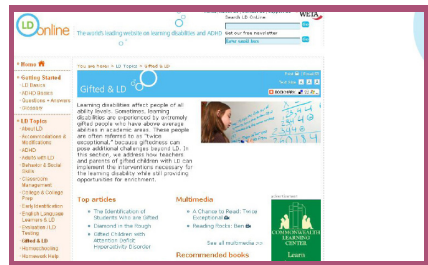 LD online
The world's leading website on learning disabilities and ADHD
Search LD OnLine
WETA
Get our free newsletter
Home
You are here: > LD Topics > Gifted & LD
Getting Started
LD Basics
ADHD Basics
Questions + Answers
Glossary
LD Topics
About LD
Accommodations &
Modifications
ADHD
Adults with LD
Behavior & Social
Skills
Classroom
Management
College & College
Prep
Early Identification
English Language
Learners & LD
Evaluation / LD
Testing
Gifted & LD
Homeschooling
Homework Help
Gifted & LD
BOOKMARK
Learning disabilities affect people of all
ability levels. Sometimes, learning
disabilities are experienced by extremely
gifted people who have above average
abilities in academic areas. These people
are often referred to as "twice
exceptional," because giftedness can
pose additional challenges beyond LD. In
this section, we address how teachers
and parents of gifted children with LD can
implement the interventions necessary for
the learning disability while still providing
opportunities for enrichment.
Top articles
The Identification of
Students Who are Gifted
Diamond in the Rough
Gifted Children with
Attention Deficit
Hyperactivity Disorder
Multimedia
A Chance to Read: Twice
Exceptional
Reading Rocks: Ben
See all multimedia >>
Recommended books
COMMONWEALTH
LEARNING
CENTER
Learn